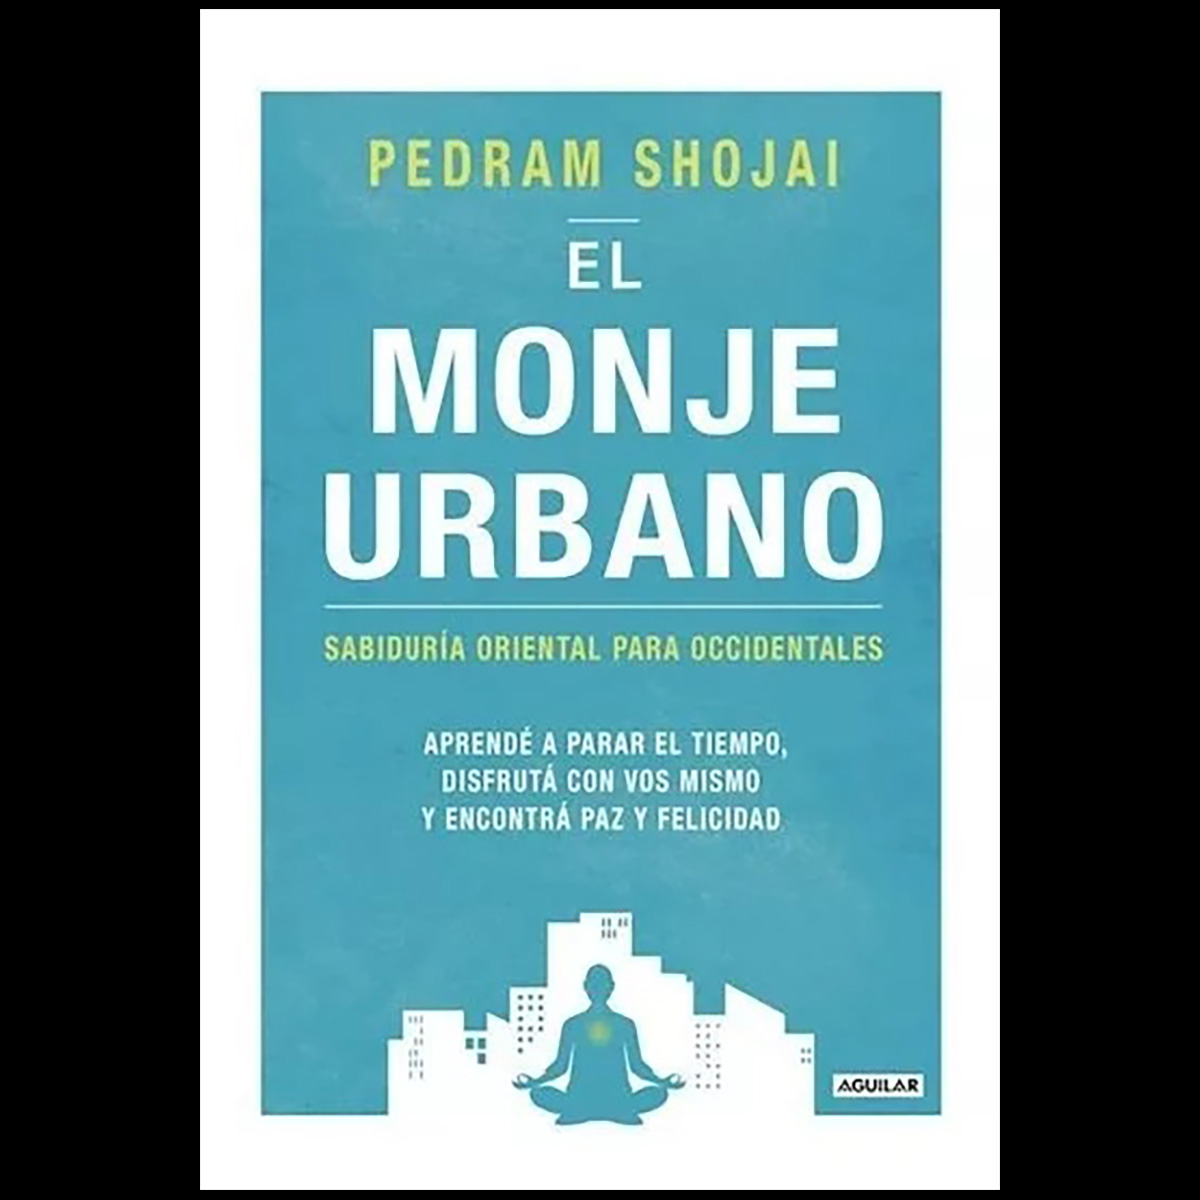 PEDRAM SHOJAI
EL
MONJE
URBANO
SABIDURÍA ORIENTAL PARA OCCIDENTALES
APRENDÉ A PARAR EL TIEMPO,
DISFRUTÁ CON VOS MISMO
Y ENCONTRÁ PAZ Y FELICIDAD
AGUILAR